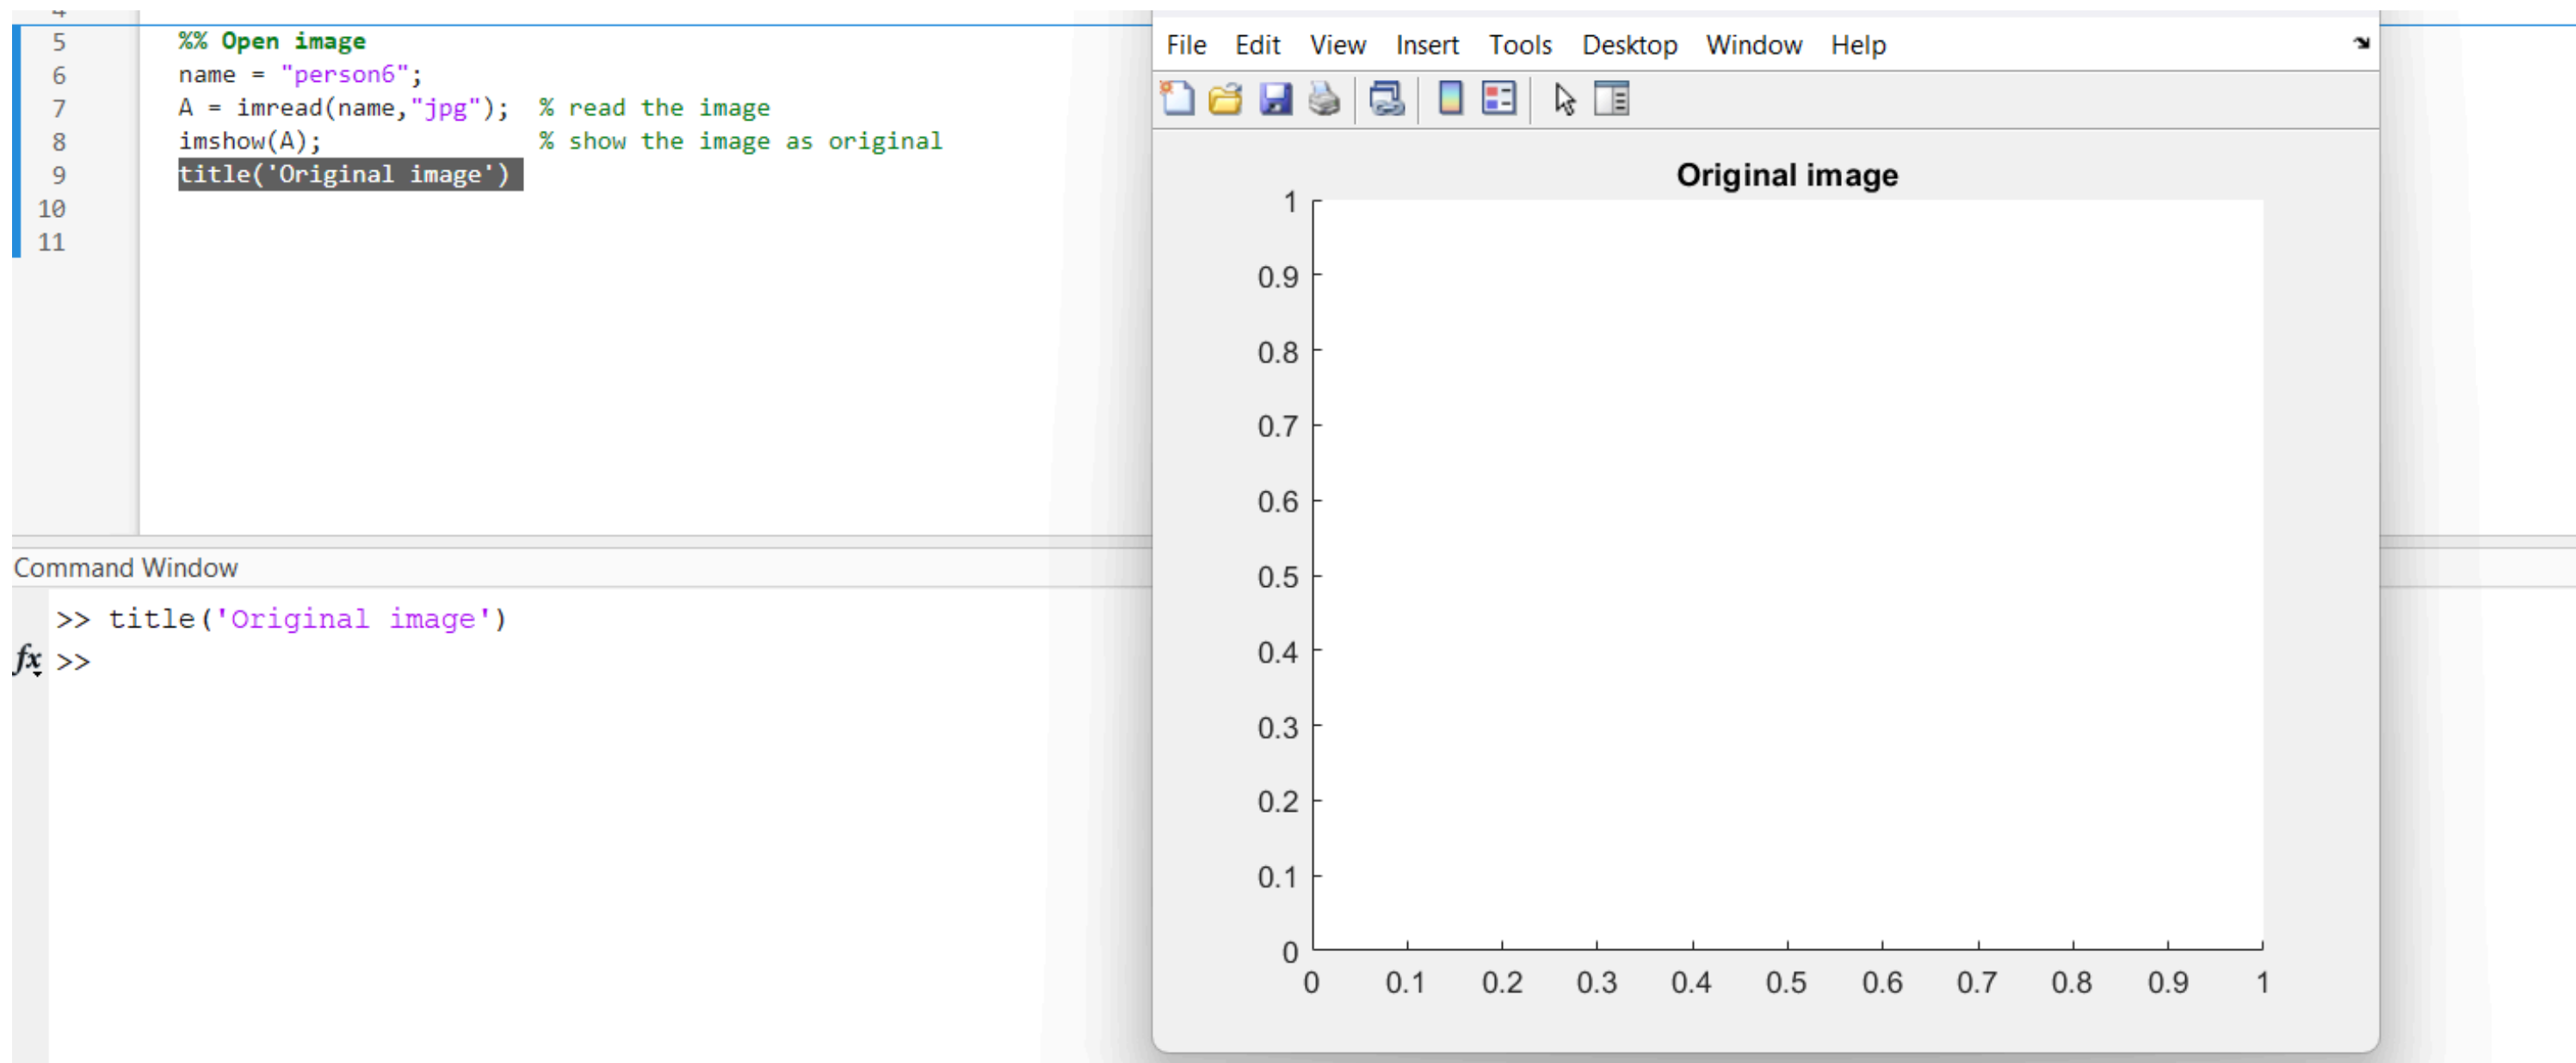 4
5 %% Open image
6 name = "person6";
7 A = imread(name,"jpg"); % read the image
8 imshow(A); % show the image as original
9 title('Original image')
10
11
Command Window
>> title('Original image')
fx >>
File Edit View Insert Tools Desktop Window Help
Original image
1
0.9
0.8
0.7
0.6
0.5
0.4
0.3
0.2
0.1
0
0 0.1 0.2 0.3 0.4 0.5 0.6 0.7 0.8 0.9 1